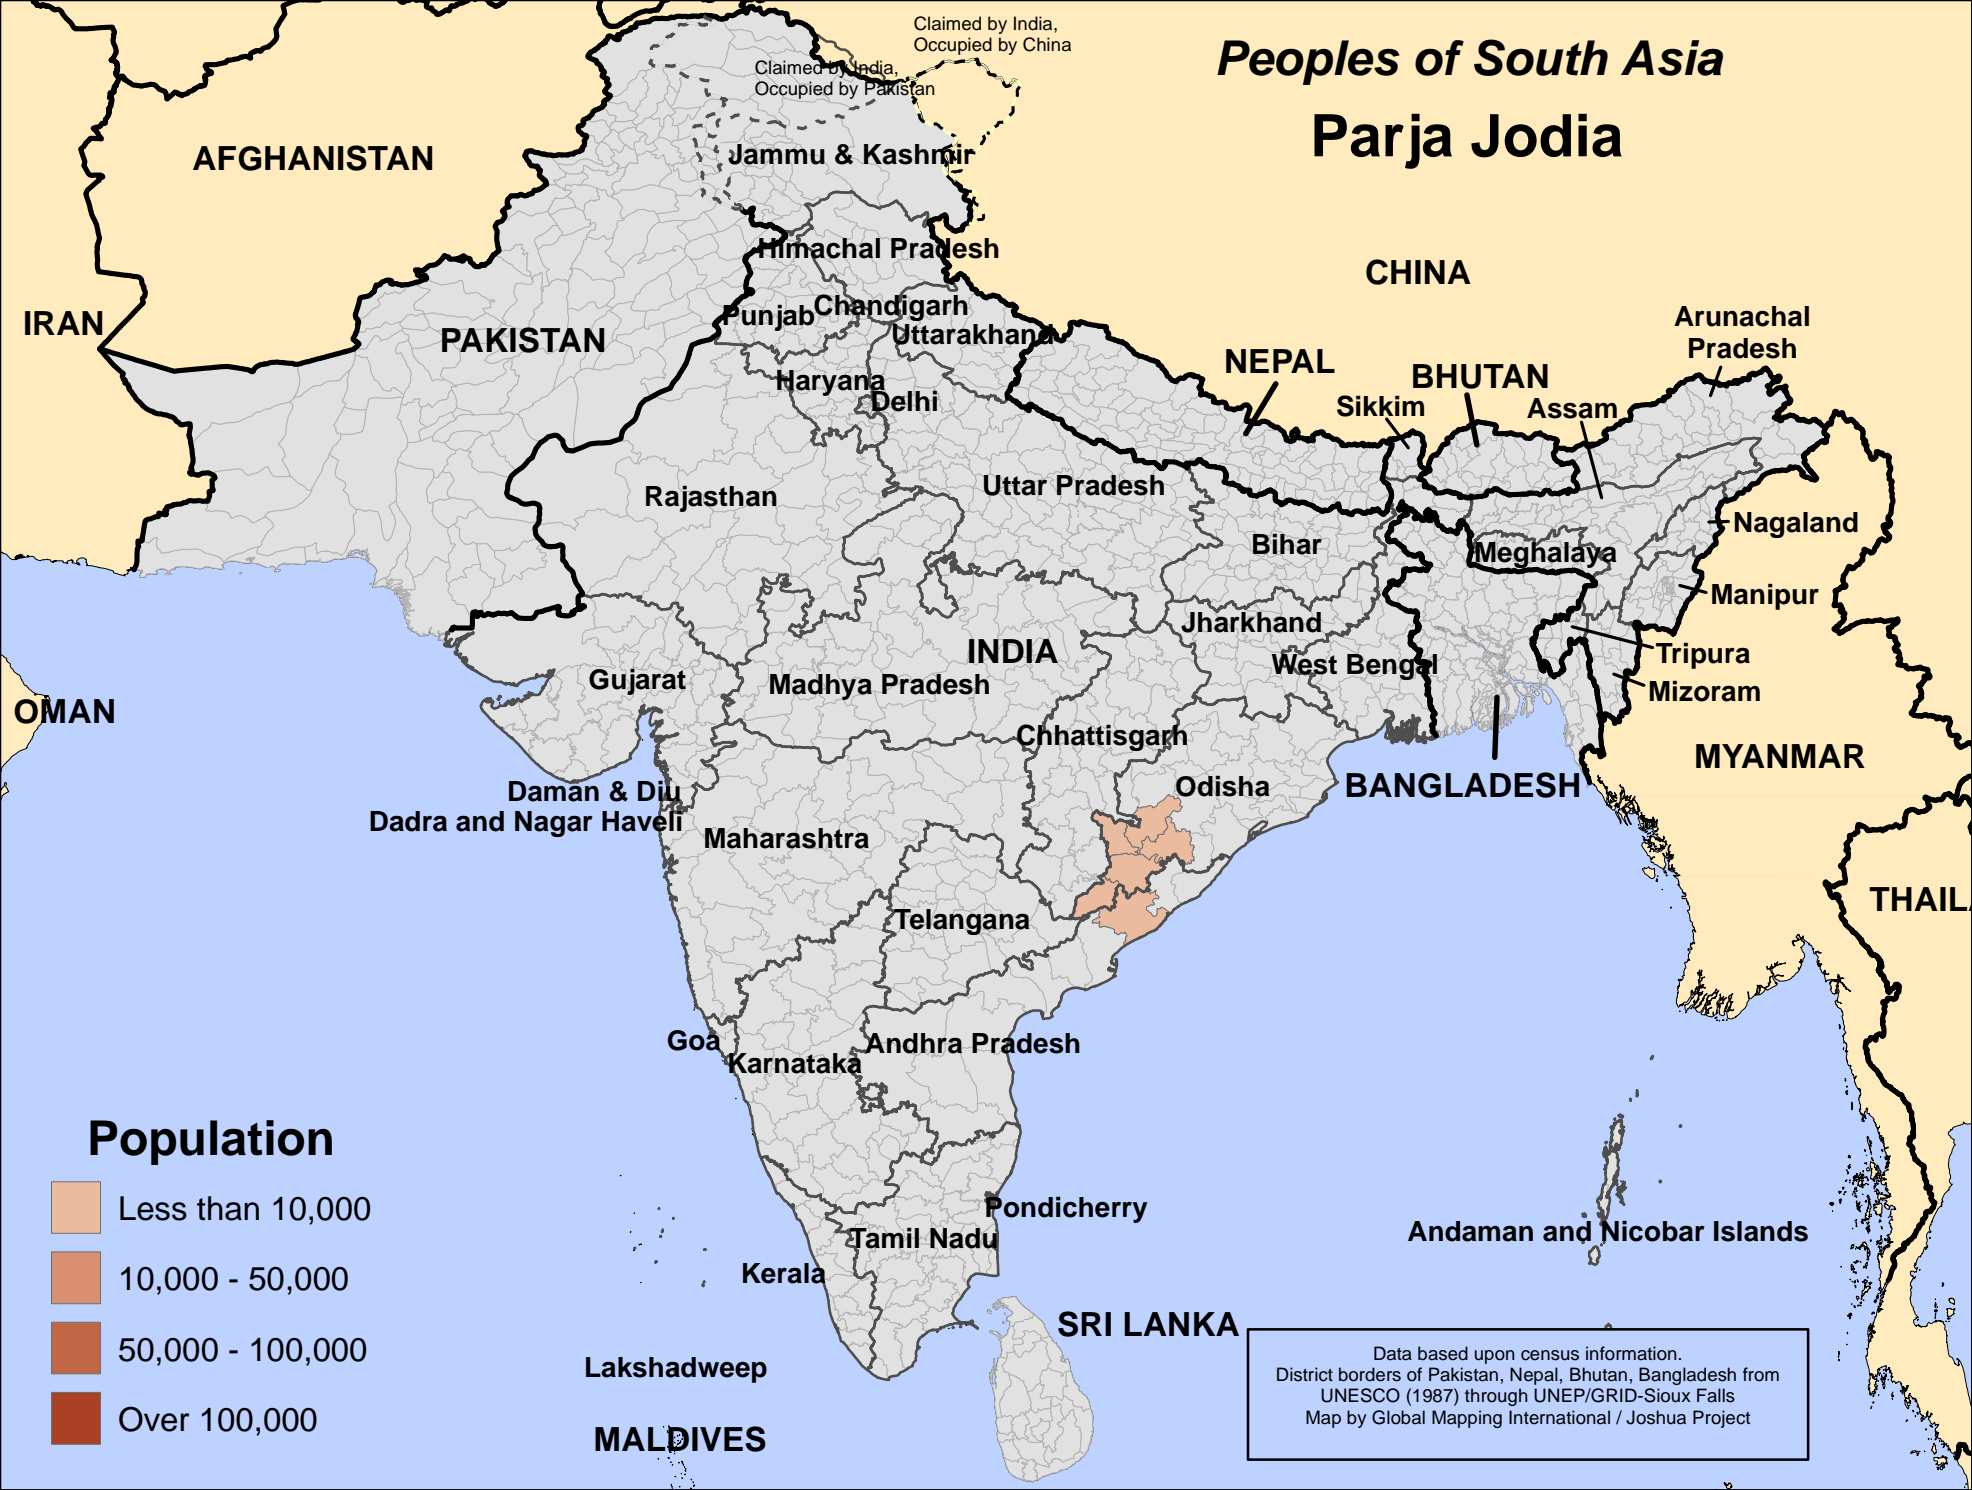 Claimed by India,
Occupied by China
Peoples of South Asia
Claimed by India,
Occupied by Pakistan
Parja Jodia
AFGHANISTAN
Jammu & Kashmir
Himachal Pradesh
CHINA
IRAN
PAKISTAN
Punjab
Chandigarh
Uttarakhand
Arunachal
Pradesh
NEPAL
BHUTAN
Haryana
Delhi
Sikkim
Assam
Rajasthan
Uttar Pradesh
Bihar
Nagaland
Meghalaya
Manipur
Jharkhand
INDIA
West Bengal
Tripura
Gujarat
Madhya Pradesh
Mizoram
OMAN
Chhattisgarh
MYANMAR
Odisha
BANGLADESH
Daman & Diu
Dadra and Nagar Haveli
Maharashtra
THAIL
Telangana
Goa
Karnataka
Andhra Pradesh
Population
Less than 10,000
10,000 - 50,000
50,000 - 100,000
Over 100,000
Pondicherry
Tamil Nadu
Kerala
Andaman and Nicobar Islands
SRI LANKA
Lakshadweep
MALDIVES
Data based upon census information.
District borders of Pakistan, Nepal, Bhutan, Bangladesh from
UNESCO (1987) through UNEP/GRID-Sioux Falls
Map by Global Mapping International / Joshua Project